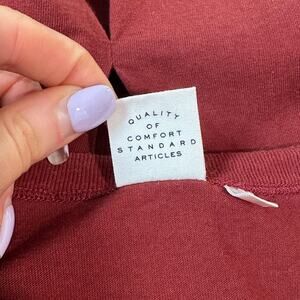 QUALITY
OF
COMFORT
STANDARD
ARTICLES